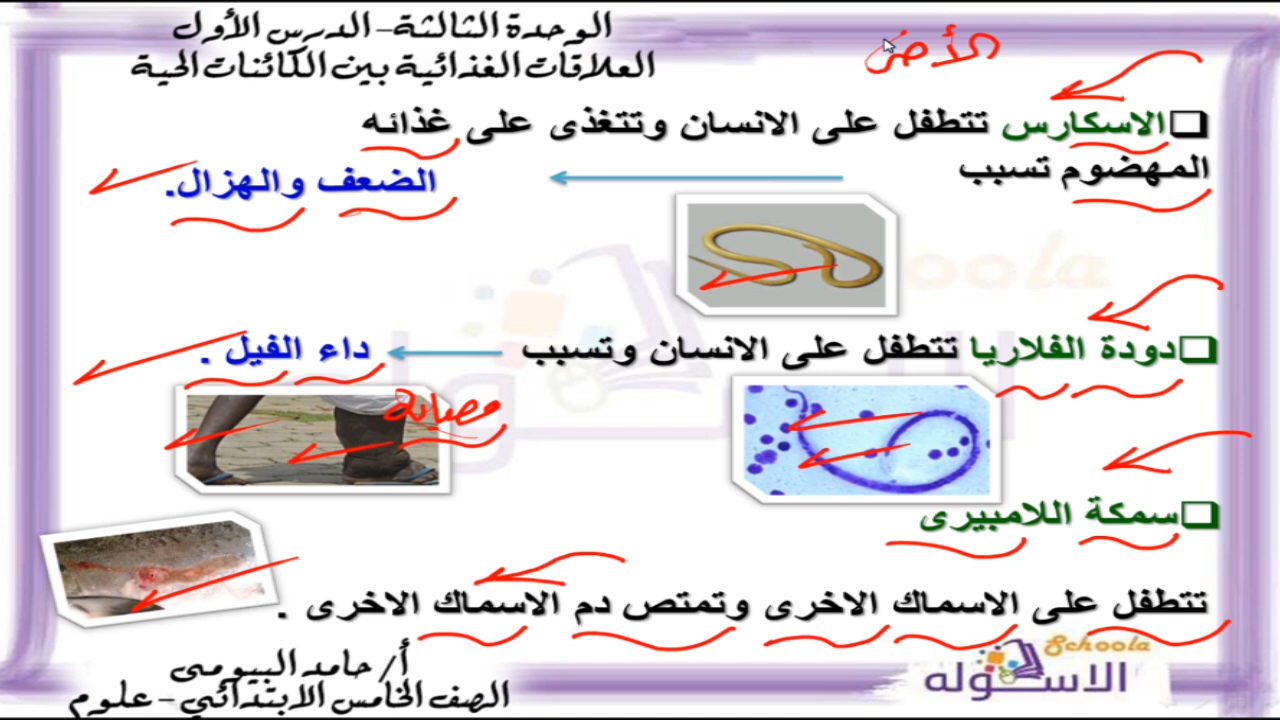 الوحدة الثالثة - الدرس الأول
العلاقات الغذائية بين الكائنات الحية
الاسكارس تتطفل على الانسان وتتغذى على غذائه
المهضوم تسبب
الضعف والهزال.
دودة الفلاريا تتطفل على الانسان وتسبب
داء الفيل .
مصابة
سمكة اللامبيرى
تتطفل على الاسماك الاخرى وتمتص دم الاسماك الاخرى .
أ/ حامد البيومى
الصف الخامس الابتدائي - علوم
Schoola
الاسكوله